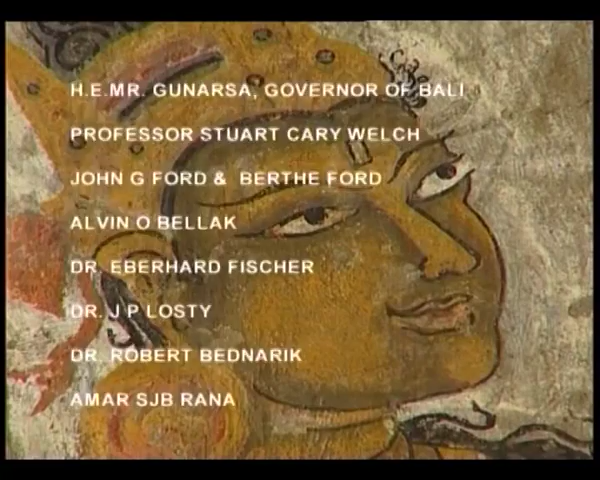 H.E.MR. GUNARSA, GOVERNOR OF BALI
PROFESSOR STUART CARY WELCH
JOHN G FORD & BERTHE FORD
ALVIN O BELLAK
DR. EBERHARD FISCHER
DR. J P LOSTY
DR. ROBERT BEDNARIK
AMAR SJB RANA